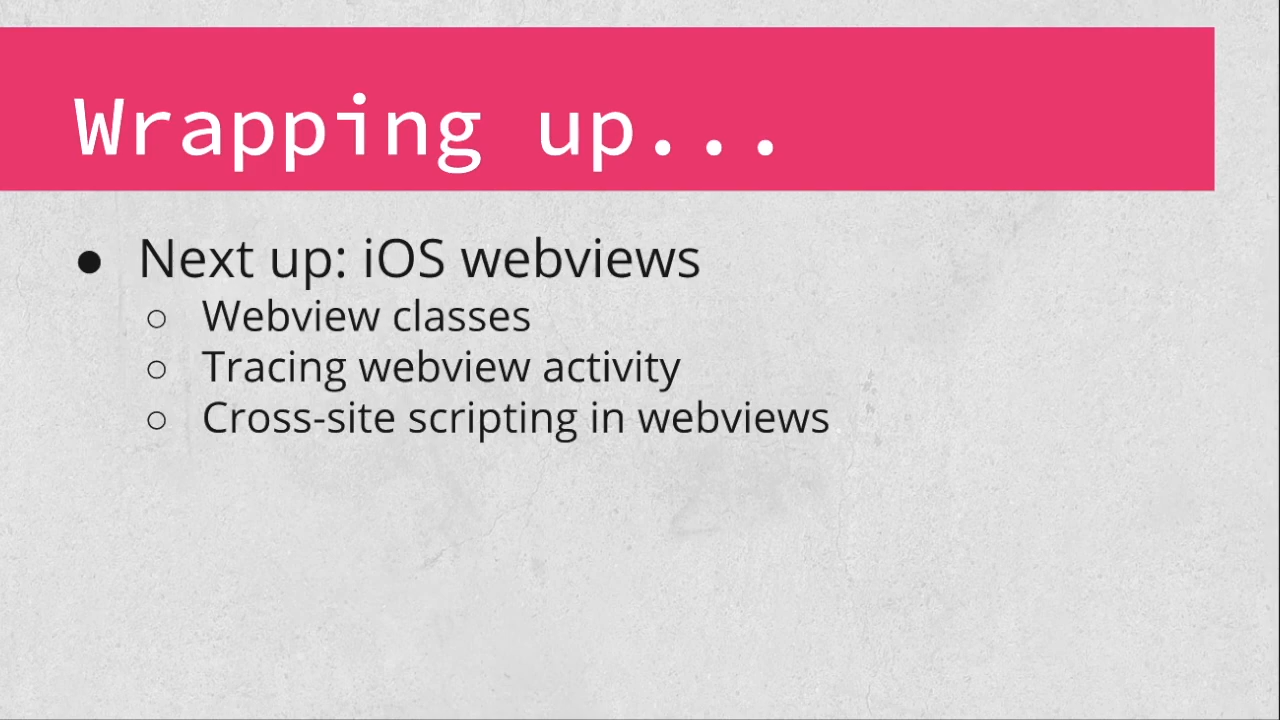 Wrapping up...
● Next up: iOS webviews
○ Webview classes
○ Tracing webview activity
○ Cross-site scripting in webviews